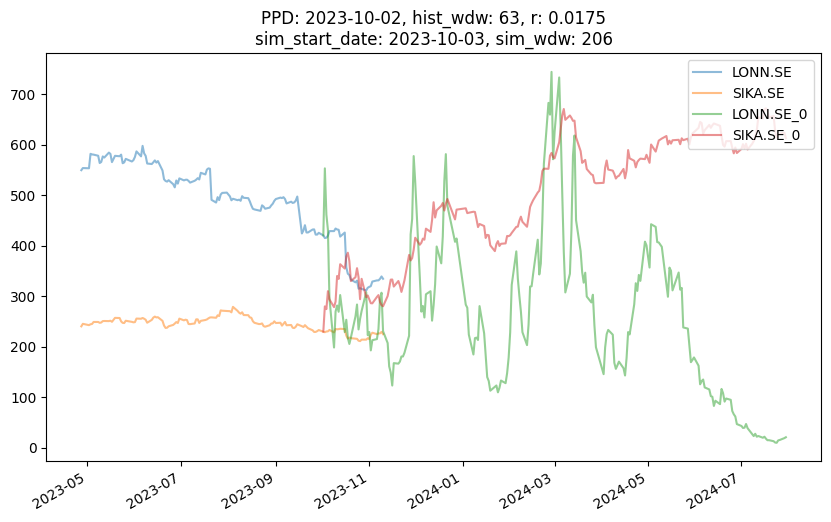 PPD: 2023-10-02, hist_wdw: 63, r: 0.0175
sim_start_date: 2023-10-03, sim_wdw: 206
LONN.SE
SIKA.SE
LONN.SE_0
SIKA.SE_0
700
600
500
400
300
200
100
0
2023-05
2023-07
2023-09
2023-11
2024-01
2024-03
2024-05
2024-07